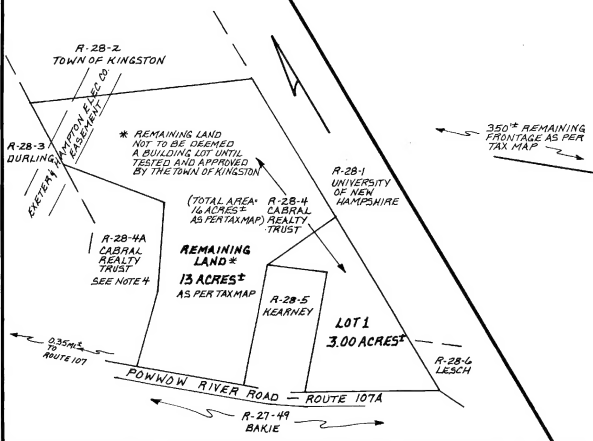 R-28-2
TOWN OF KINGSTON
EXETER & HAMPTON ELEC CO.
EASEMENT
R-28-3
DURLING
* REMAINING LAND
NOT TO BE DEEMED
A BUILDING LOT UNTIL
TESTED AND APPROVED
BY THE TOWN OF KINGSTON
350'± REMAINING
FRONTAGE AS PER
TAX MAP
R-28-1
UNIVERSITY
OF NEW
HAMPSHIRE
(TOTAL AREA=
16 ACRES±
AS PER TAX MAP)
R-28-4
CABRAL
REALTY
TRUST
R-28-4A
CABRAL
REALTY
TRUST
SEE NOTE 4
REMAINING
LAND*
13 ACRES±
AS PER TAX MAP
R-28-5
KEARNEY
LOT 1
3.00 ACRES±
R-28-6
LESCH
0.35 MI±
TO
ROUTE 107
POWWOW RIVER ROAD - ROUTE 107A
R-27-49
BAKIE